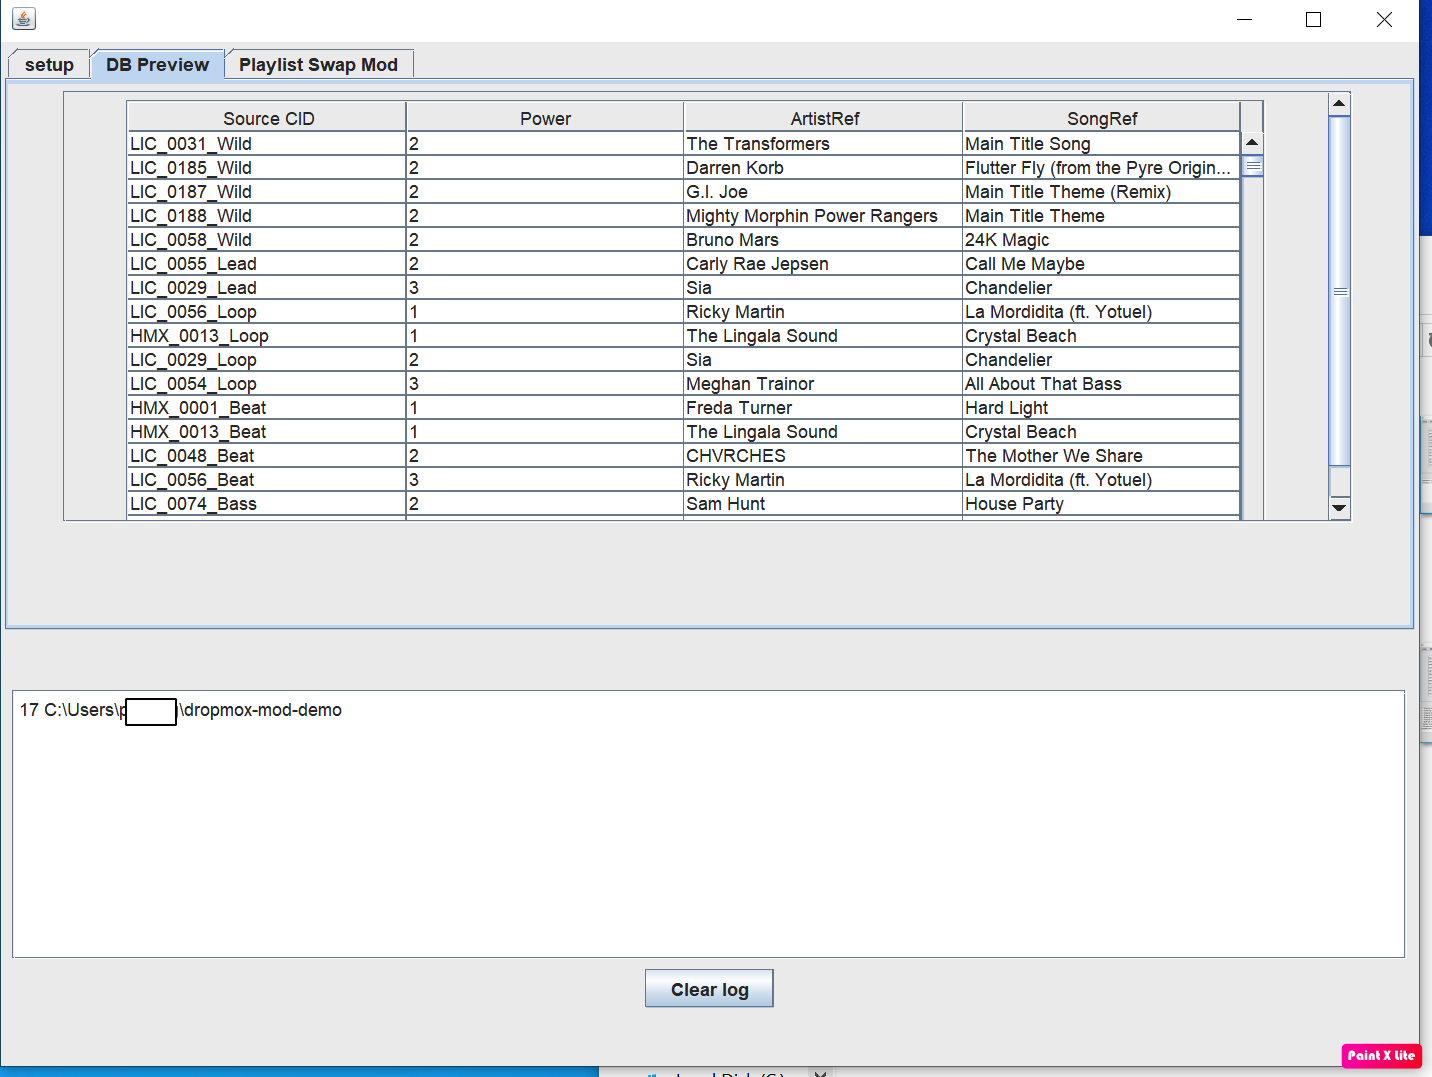 setup DB Preview Playlist Swap Mod
Source CID Power ArtistRef SongRef
LIC_0031_Wild 2 The Transformers Main Title Song
LIC_0185_Wild 2 Darren Korb Flutter Fly (from the Pyre Origin...
LIC_0187_Wild 2 G.I. Joe Main Title Theme (Remix)
LIC_0188_Wild 2 Mighty Morphin Power Rangers Main Title Theme
LIC_0058_Wild 2 Bruno Mars 24K Magic
LIC_0055_Lead 2 Carly Rae Jepsen Call Me Maybe
LIC_0029_Lead 3 Sia Chandelier
LIC_0056_Loop 1 Ricky Martin La Mordidita (ft. Yotuel)
HMX_0013_Loop 1 The Lingala Sound Crystal Beach
LIC_0029_Loop 2 Sia Chandelier
LIC_0054_Loop 3 Meghan Trainor All About That Bass
HMX_0001_Beat 1 Freda Turner Hard Light
HMX_0013_Beat 1 The Lingala Sound Crystal Beach
LIC_0048_Beat 2 CHVRCHES The Mother We Share
LIC_0056_Beat 3 Ricky Martin La Mordidita (ft. Yotuel)
LIC_0074_Bass 2 Sam Hunt House Party
17 C:\Users\p \dropmox-mod-demo
Clear log
Paint X Lite